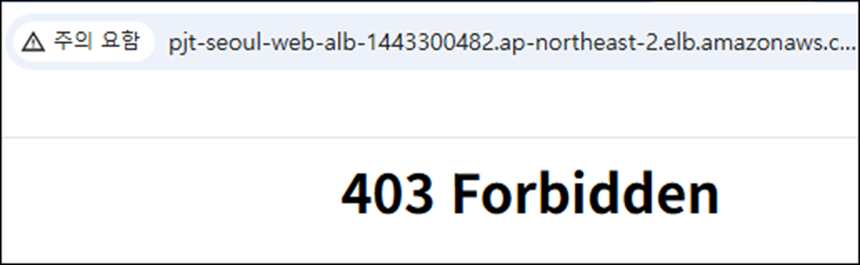 주의 요함 pjt-seoul-web-alb-1443300482.ap-northeast-2.elb.amazonaws.c...
403 Forbidden